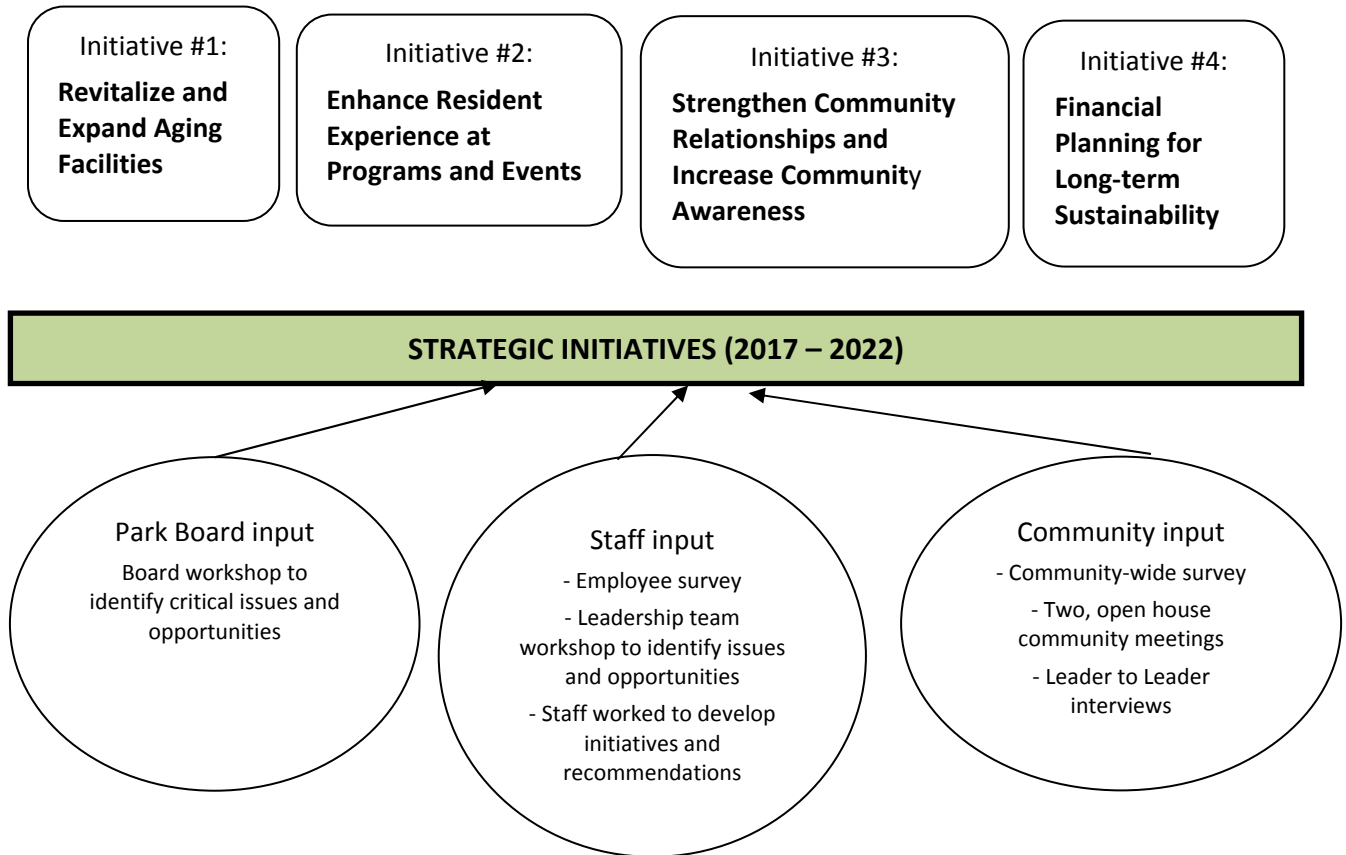 Initiative #1:
Revitalize and
Expand Aging
Facilities
Initiative #2:
Enhance Resident
Experience at
Programs and Events
Initiative #3:
Strengthen Community
Relationships and
Increase Community
Awareness
Initiative #4:
Financial
Planning for
Long-term
Sustainability
STRATEGIC INITIATIVES (2017 – 2022)
Park Board input
Board workshop to
identify critical issues and
opportunities
Staff input
- Employee survey
- Leadership team
workshop to identify issues
and opportunities
- Staff worked to develop
initiatives and
recommendations
Community input
- Community-wide survey
- Two, open house
community meetings
- Leader to Leader
interviews